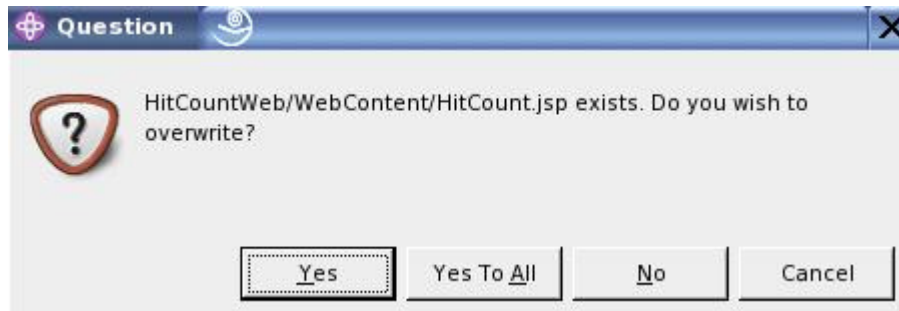 Question
HitCountWeb/WebContent/HitCount.jsp exists. Do you wish to
overwrite?
Yes
Yes To All
No
Cancel